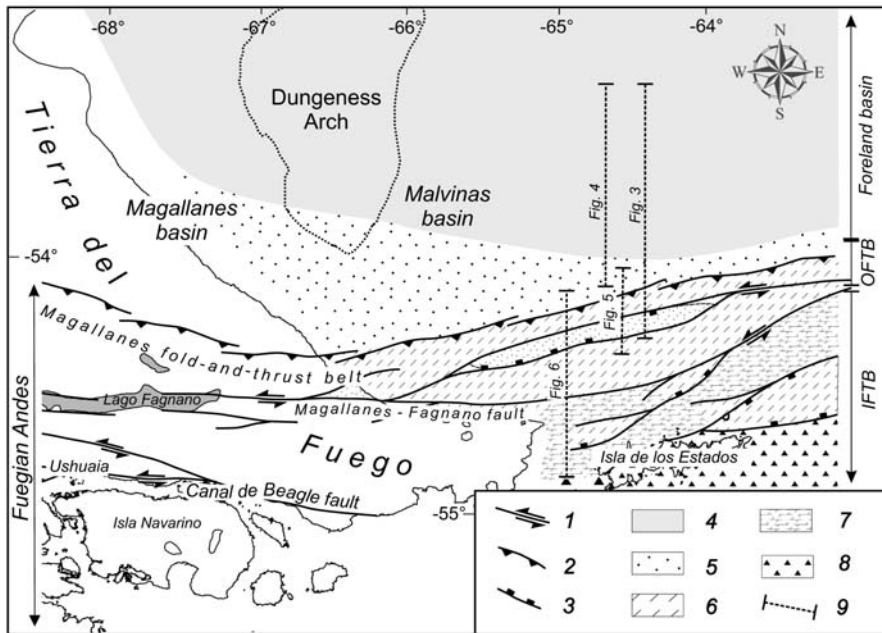 -68°
-67°
-66°
-65°
-64°
N
W E
S
Dungeness
Arch
Tierra del
Fuego
Magallanes
basin
Malvinas
basin
Foreland basin
OFTB
IFTB
Fig. 4
Fig. 3
Fig. 5
Fig. 6
-54°
-55°
Magallanes fold-and-thrust belt
Lago Fagnano
Magallanes - Fagnano fault
Fuegian Andes
Ushuaia
Canal de Beagle fault
Isla Navarino
Isla de los Estados
1
2
3
4
5
6
7
8
9